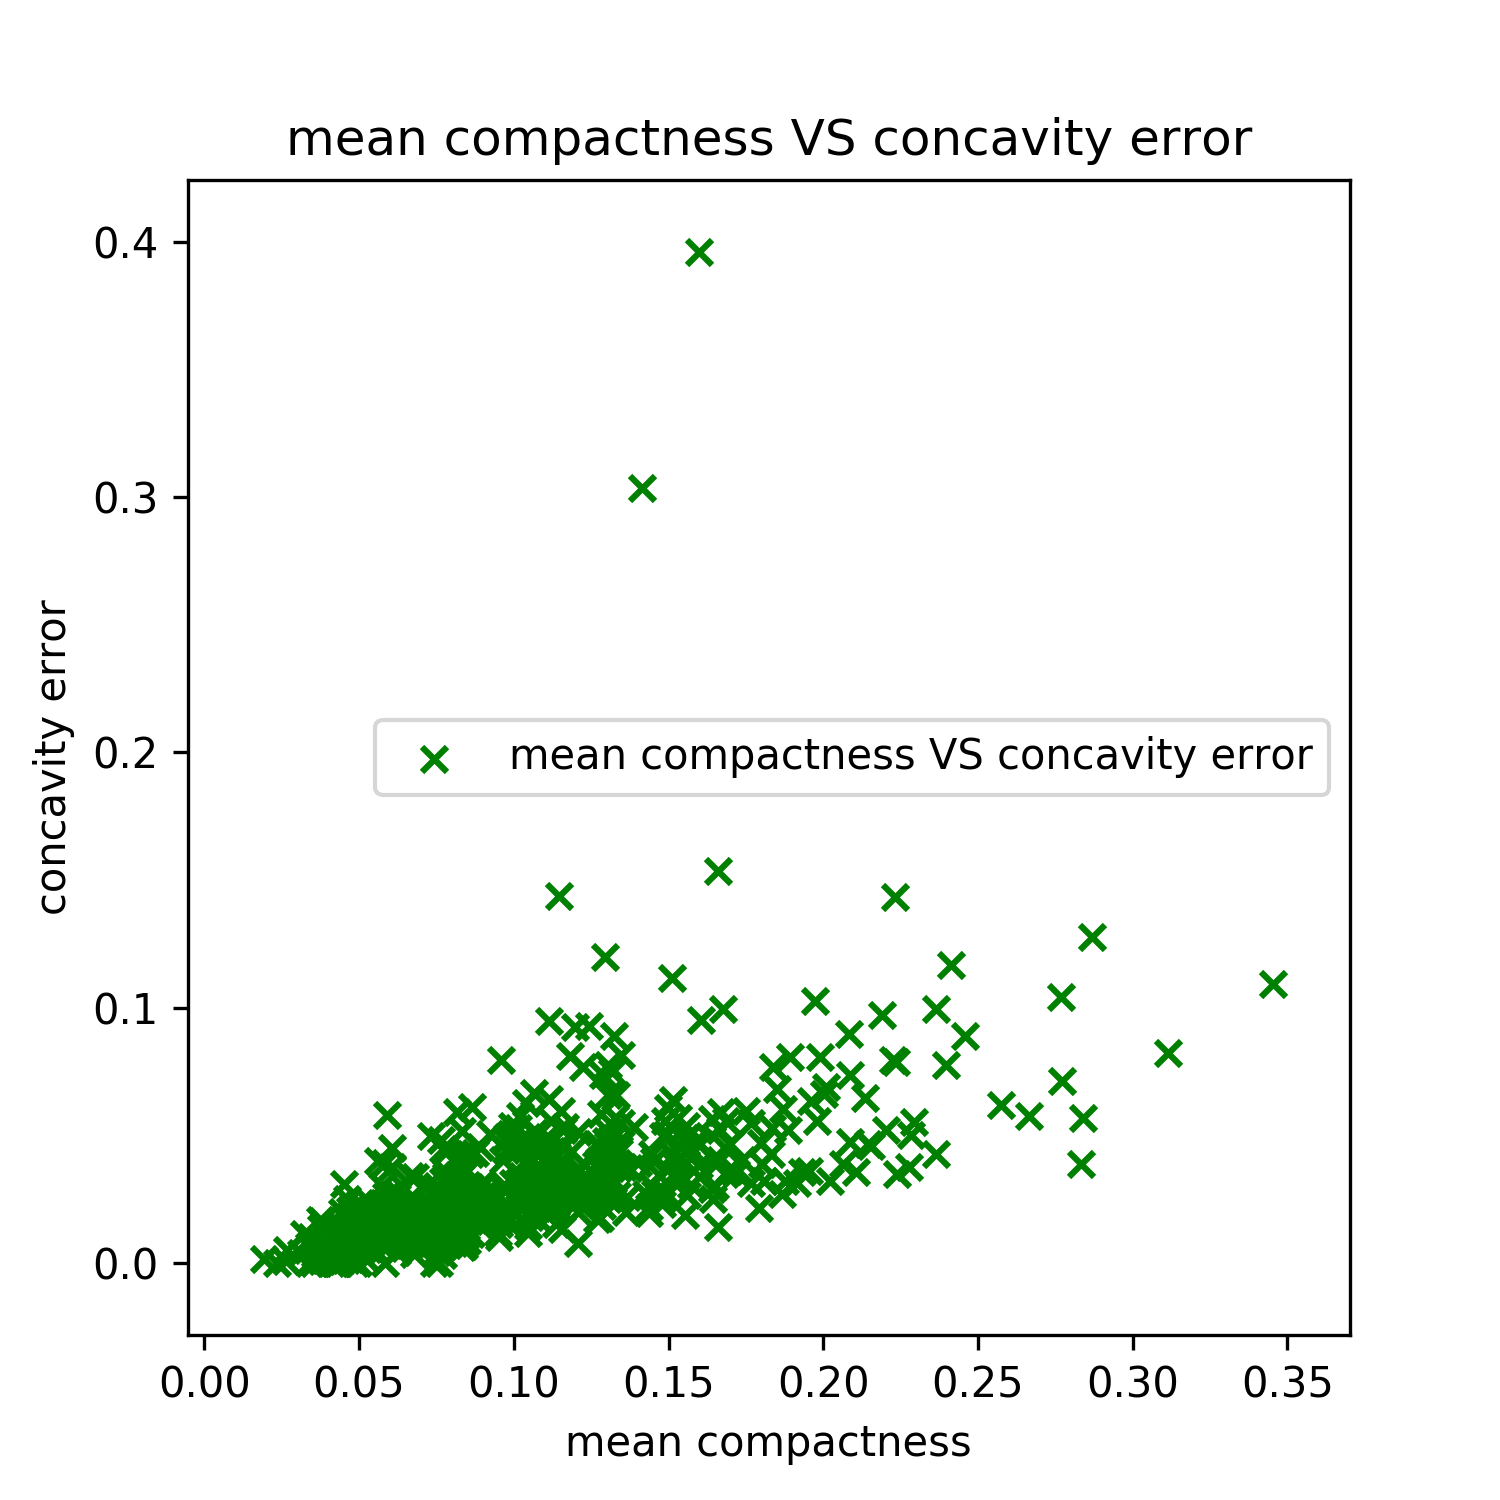 mean compactness VS concavity error
0.4
0.3
0.2
0.1
0.0
concavity error
mean compactness VS concavity error
0.00 0.05 0.10 0.15 0.20 0.25 0.30 0.35
mean compactness